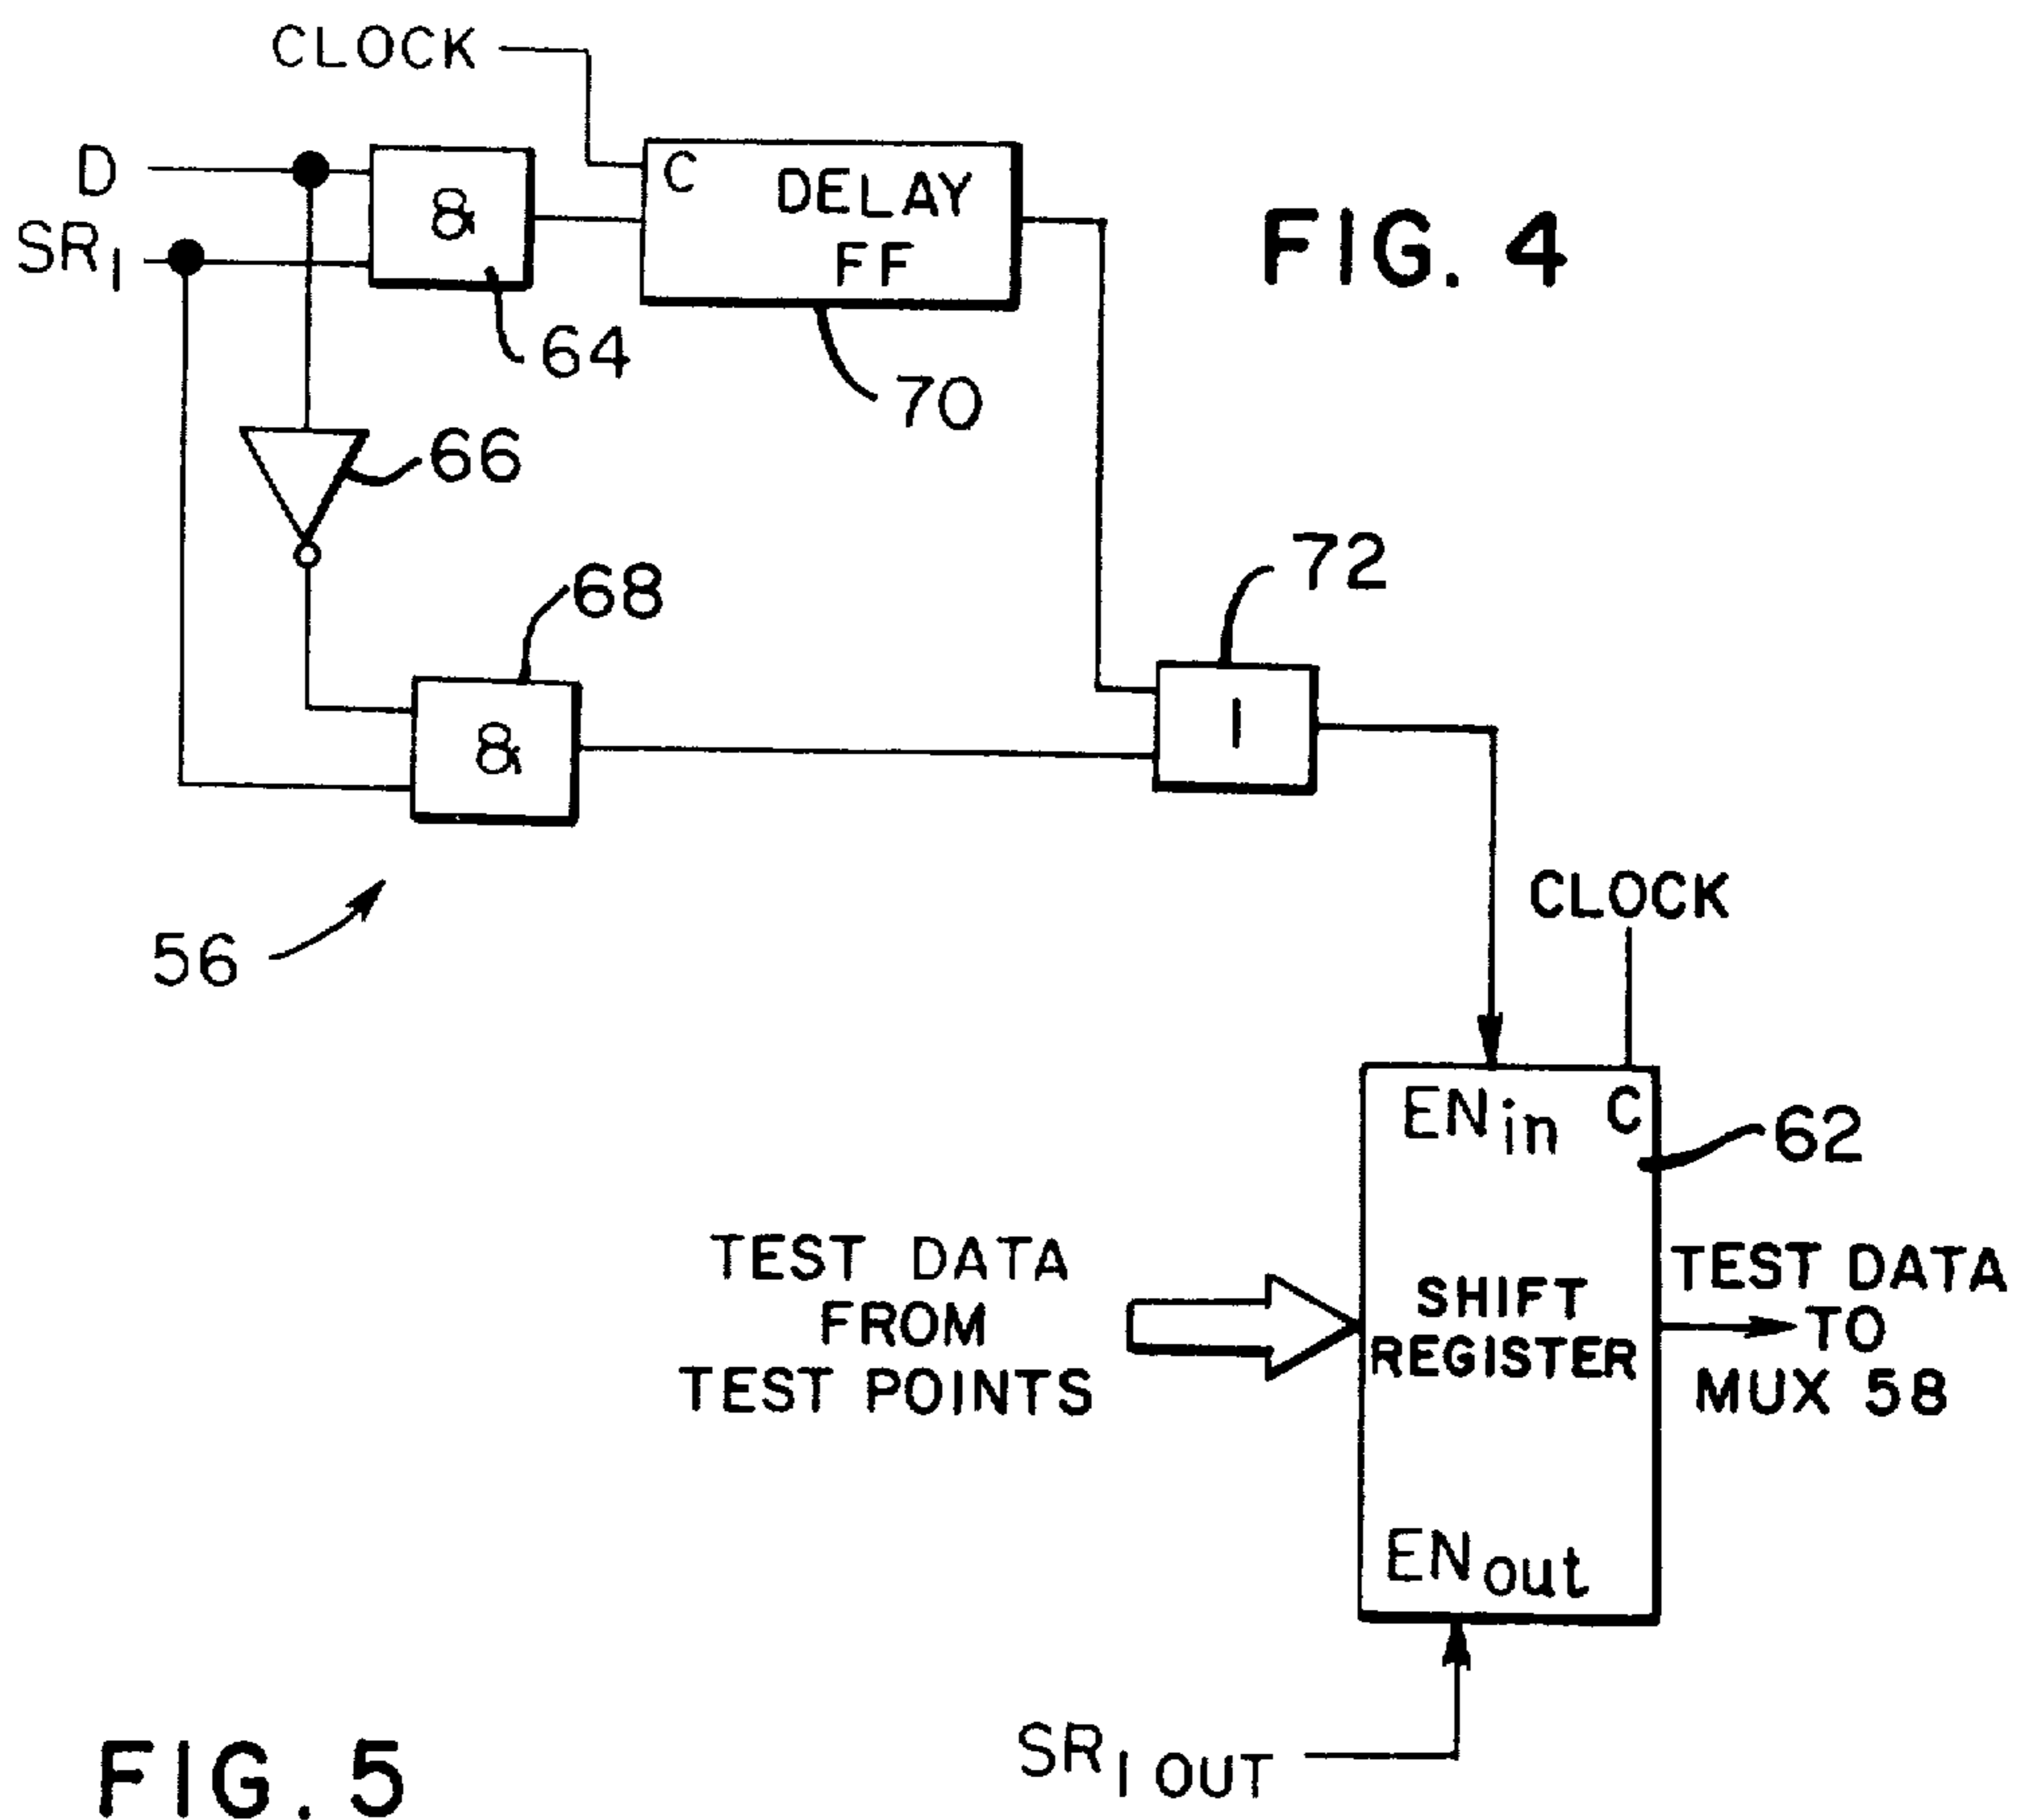 CLOCK
D
SR1
&
C
DELAY
FF
FIG. 4
64
70
66
68
72
&
1
56
CLOCK
ENin
C
62
TEST DATA
FROM
TEST POINTS
SHIFT
REGISTER
TEST DATA
TO
MUX 58
ENout
SR1 OUT
FIG. 5